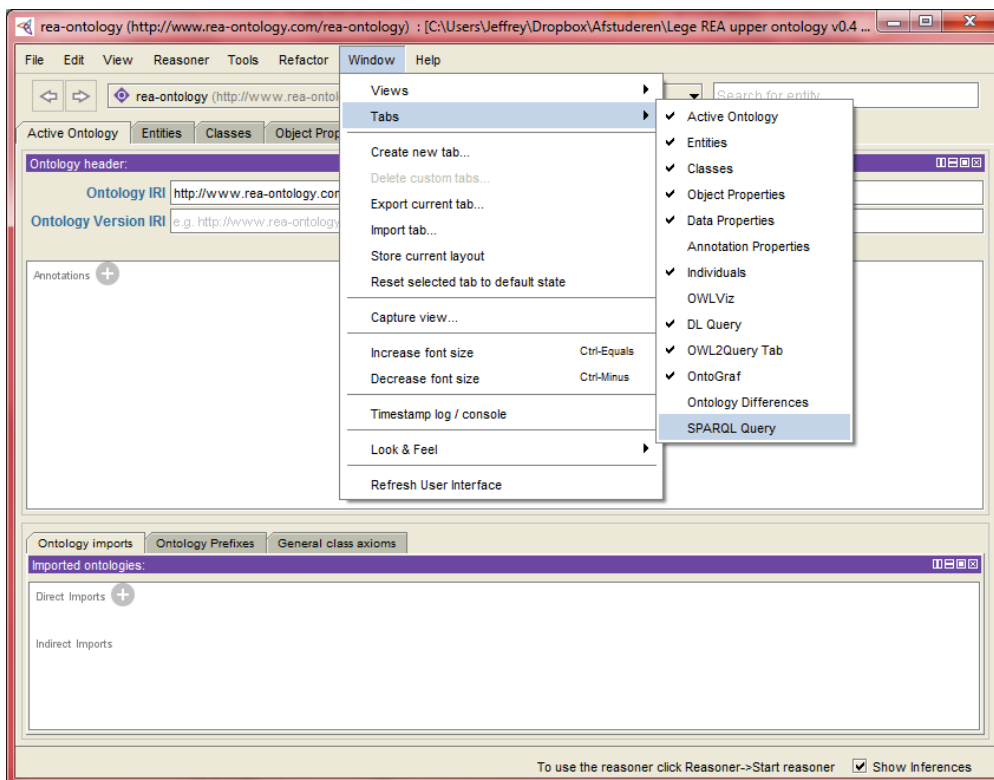 rea-ontology (http://www.rea-ontology.com/rea-ontology) : [C:\Users\Jeffrey\Dropbox\Afstuderen\Lege REA upper ontology v0.4 ...
File Edit View Reasoner Tools Refactor Window Help
rea-ontology (http://www.rea-ontol
Search for entity
Active Ontology Entities Classes Object Prop
Ontology header:
Ontology IRI http://www.rea-ontology.com
Ontology Version IRI e.g. http://www.rea-ontology
Annotations
Views
Tabs
Create new tab...
Delete custom tabs...
Export current tab...
Import tab...
Store current layout
Reset selected tab to default state
Capture view...
Increase font size Ctrl-Equals
Decrease font size Ctrl-Minus
Timestamp log / console
Look & Feel
Refresh User Interface
Active Ontology
Entities
Classes
Object Properties
Data Properties
Annotation Properties
Individuals
OWLViz
DL Query
OWL2Query Tab
OntoGraf
Ontology Differences
SPARQL Query
Ontology imports Ontology Prefixes General class axioms
Imported ontologies:
Direct Imports
Indirect Imports
To use the reasoner click Reasoner->Start reasoner Show Inferences